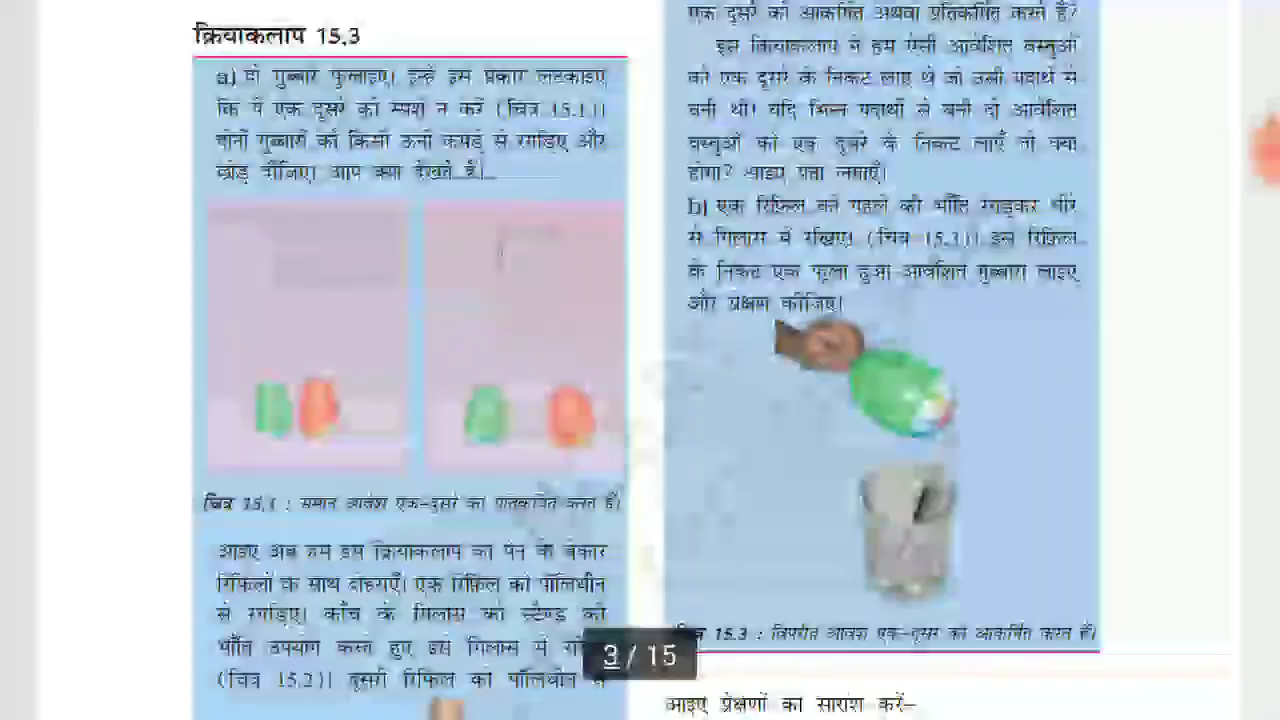 क्रियाकलाप 15.3
a) दो गुब्बारे फुलाइए। इन्हें इस प्रकार लटकाइए
कि ये एक दूसरे को स्पर्श न करें (चित्र 15.1)।
दोनों गुब्बारों को किसी ऊनी कपड़े से रगड़िए और
छोड़ दीजिए। आप क्या देखते हैं।
चित्र 15.1 : समान आवेश एक-दूसरे को प्रतिकर्षित करते हैं।
आइए अब हम इस क्रियाकलाप को पेन के बेकार
रिफिलों के साथ दोहराएँ। एक रिफिल को पॉलिथीन
से रगड़िए। काँच के गिलास को स्टैण्ड की
भाँति उपयोग करते हुए इसे गिलास में
(चित्र 15.2)। दूसरी रिफिल को पॉलिथीन से
एक दूसरे को आकर्षित अथवा प्रतिकर्षित करते हैं?
इस क्रियाकलाप में हम ऐसी आवेशित वस्तुओं
को एक दूसरे के निकट लाए थे जो उसी पदार्थ से
बनी थी। यदि भिन्न पदार्थों से बनी दो आवेशित
वस्तुओं को एक दूसरे के निकट लाएँ तो क्या
होगा? आइए पता लगाएँ।
b) एक रिफिल को पहले की भाँति रगड़कर धीरे
से गिलास में रखिए। (चित्र 15.3)। इस रिफिल
के निकट एक फूला हुआ आवेशित गुब्बारा लाइए
और प्रेक्षण कीजिए।
15.3 : विपरीत आवेश एक-दूसरे को आकर्षित करते हैं।
आइए प्रेक्षणों का सारांश करें–
3 / 15